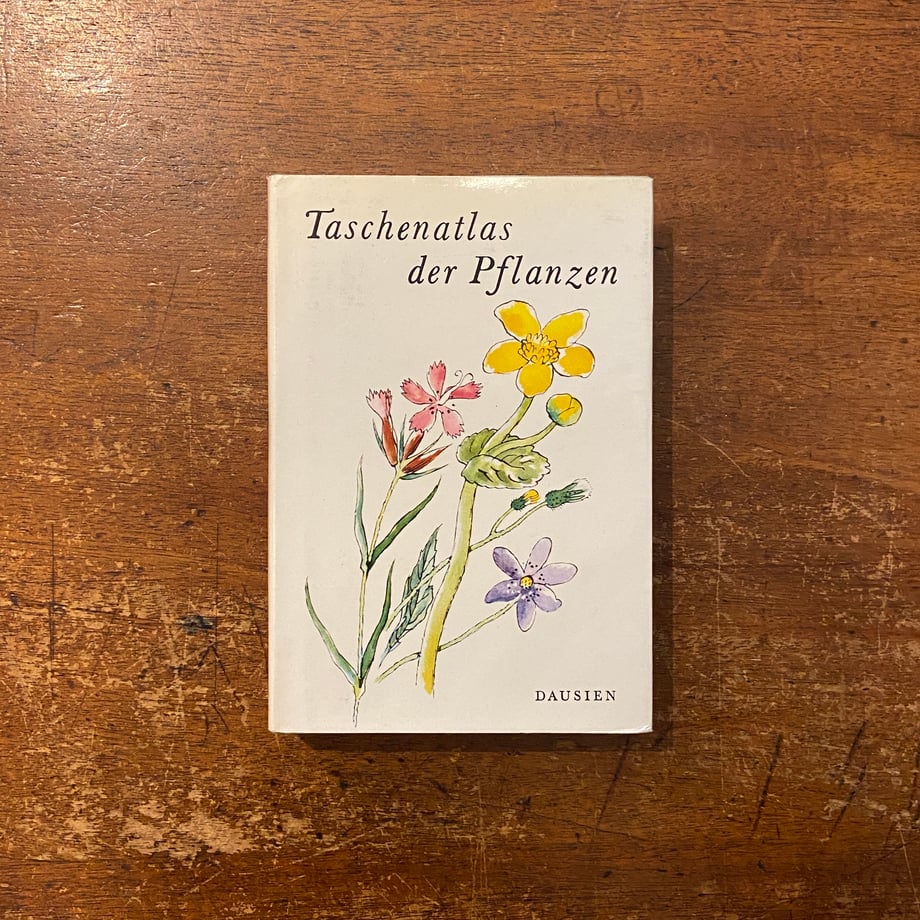 Taschenatlas
der Pflanzen
DAUSIEN